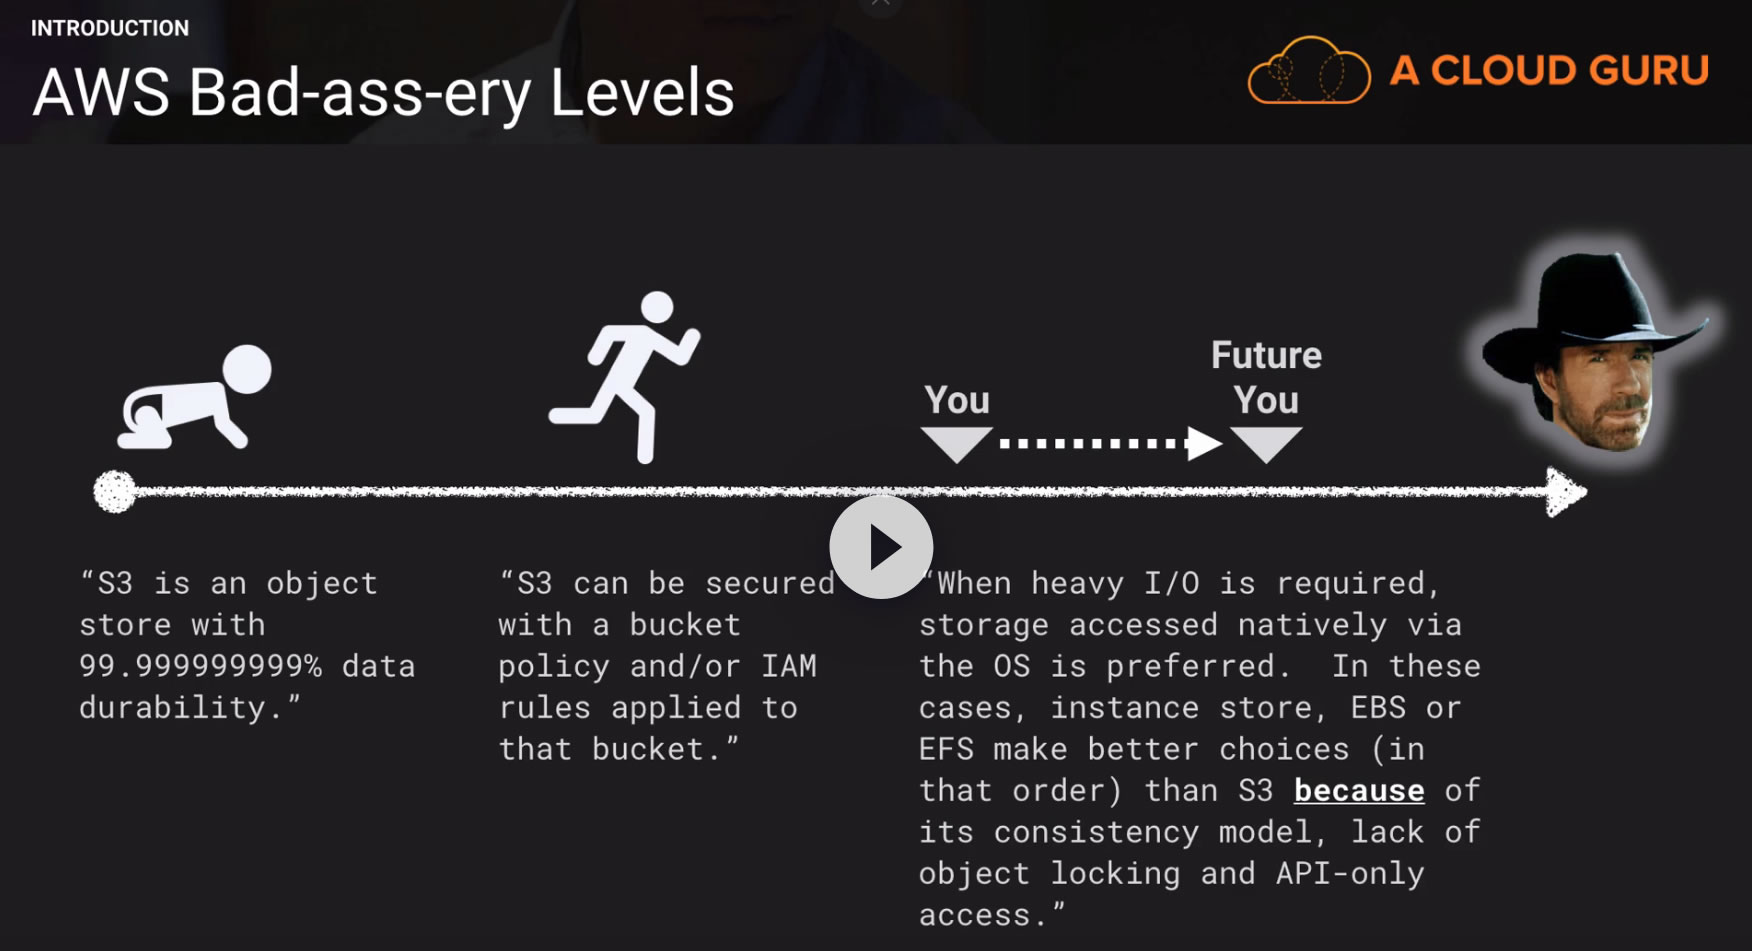 INTRODUCTION
AWS Bad-ass-ery Levels
A CLOUD GURU
Future
You
You
“S3 is an object
store with
99.999999999% data
durability.”
“S3 can be secured
with a bucket
policy and/or IAM
rules applied to
that bucket.”
“When heavy I/O is required,
storage accessed natively via
the OS is preferred.  In these
cases, instance store, EBS or
EFS make better choices (in
that order) than S3 because of
its consistency model, lack of
object locking and API-only
access.”